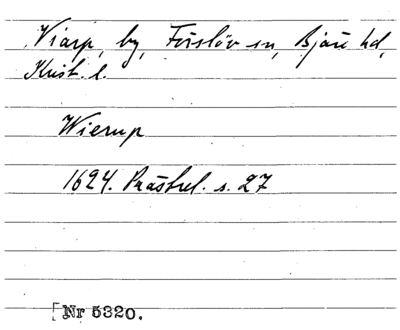 Viarp, by, Förslöv sn, Bjäre hd,
Krist. l.
Wierup
1624. Prästrel. s. 27
[Nr 5320.